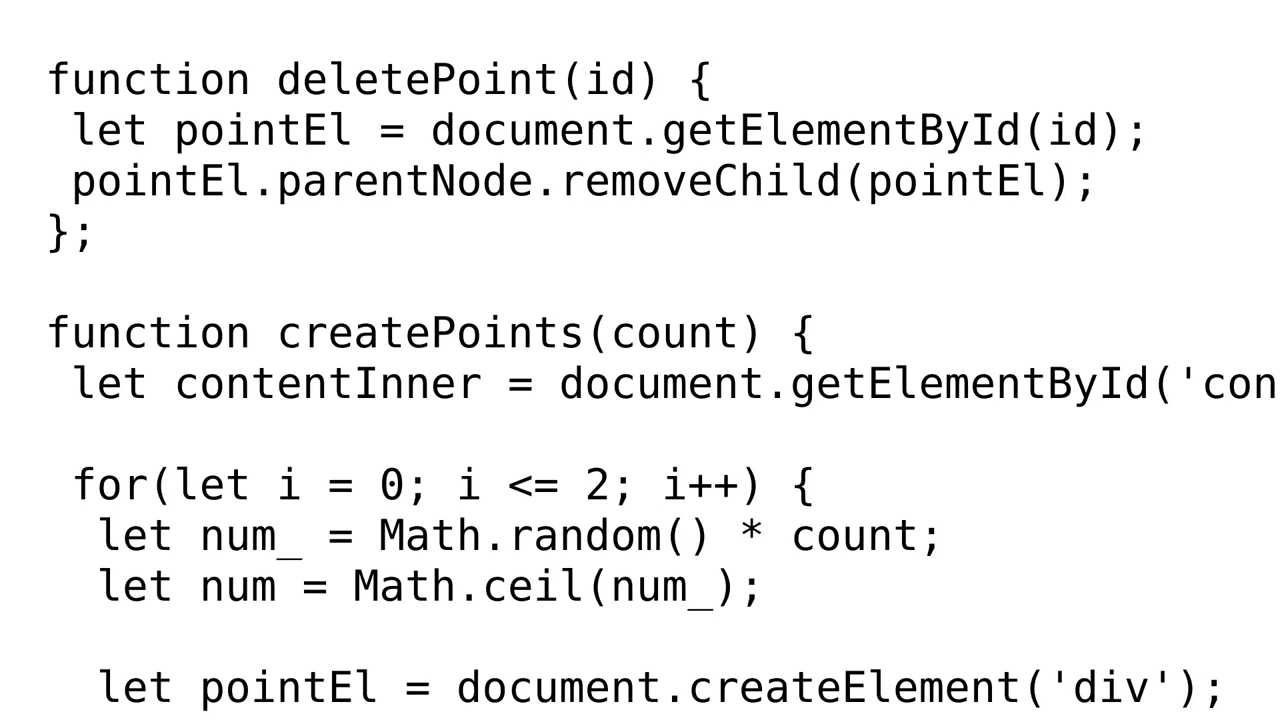 function deletePoint(id) {
 let pointEl = document.getElementById(id);
 pointEl.parentNode.removeChild(pointEl);
};

function createPoints(count) {
 let contentInner = document.getElementById('con

 for(let i = 0; i <= 2; i++) {
  let num_ = Math.random() * count;
  let num = Math.ceil(num_);

  let pointEl = document.createElement('div');